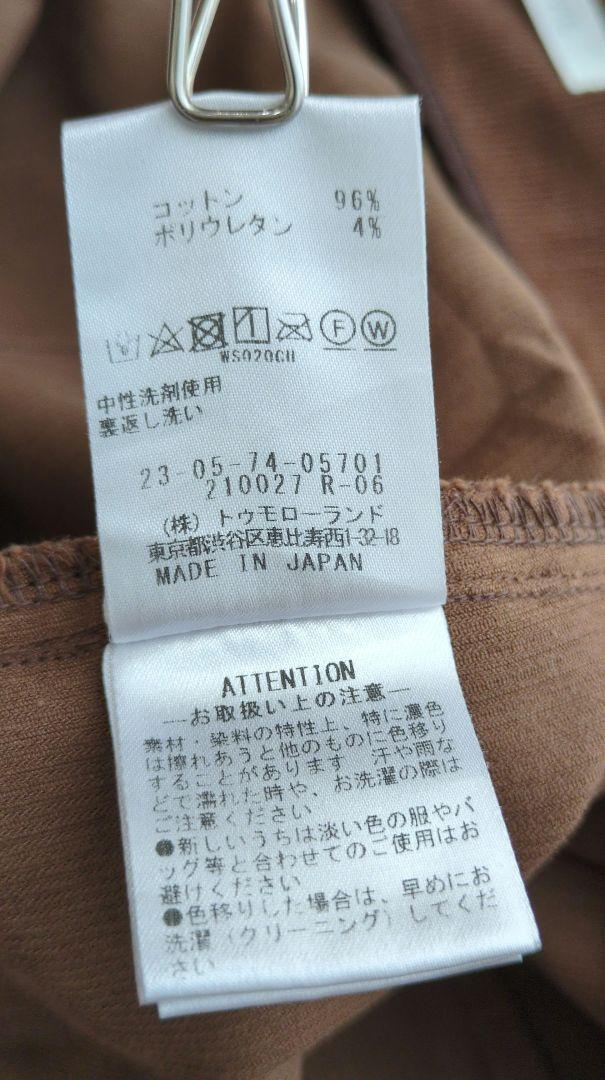 コットン 96%
ポリウレタン 4%
1 F W
WS020CH
中性洗剤使用
裏返し洗い
23-05-74-05701
210027 R-06
(株) トゥモローランド
東京都渋谷区恵比寿西1-32-18
MADE IN JAPAN
ATTENTION
―お取扱い上の注意―
素材・染料の特性上、特に濃色
は擦れあうと他のものに色移り
することがあります 汗や雨な
どで濡れた時や、お洗濯の際は
ご注意ください
●新しいうちは淡い色の服やバ
ッグ等と合わせてのご使用はお
避けください
●色移りした場合は、早めにお
洗濯（クリーニング）してくだ
さい